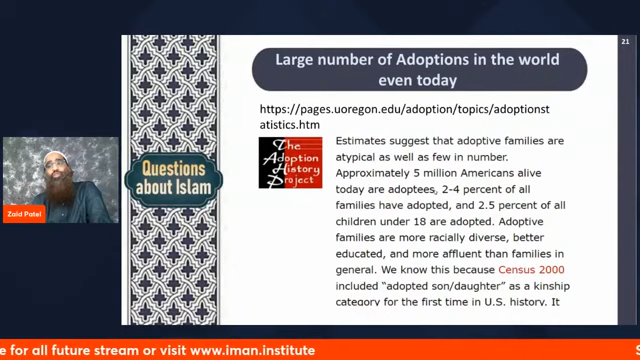 21
Large number of Adoptions in the world
even today
https://pages.uoregon.edu/adoption/topics/adoptionst
atistics.htm
The
Adoption
History
Project
Estimates suggest that adoptive families are
atypical as well as few in number.
Approximately 5 million Americans alive
today are adoptees, 2-4 percent of all
families have adopted, and 2.5 percent of all
children under 18 are adopted. Adoptive
families are more racially diverse, better
educated, and more affluent than families in
general. We know this because Census 2000
included “adopted son/daughter” as a kinship
category for the first time in U.S. history. It
Questions
about Islam
Zaid Patel
e for all future stream or visit www.iman.institute
S